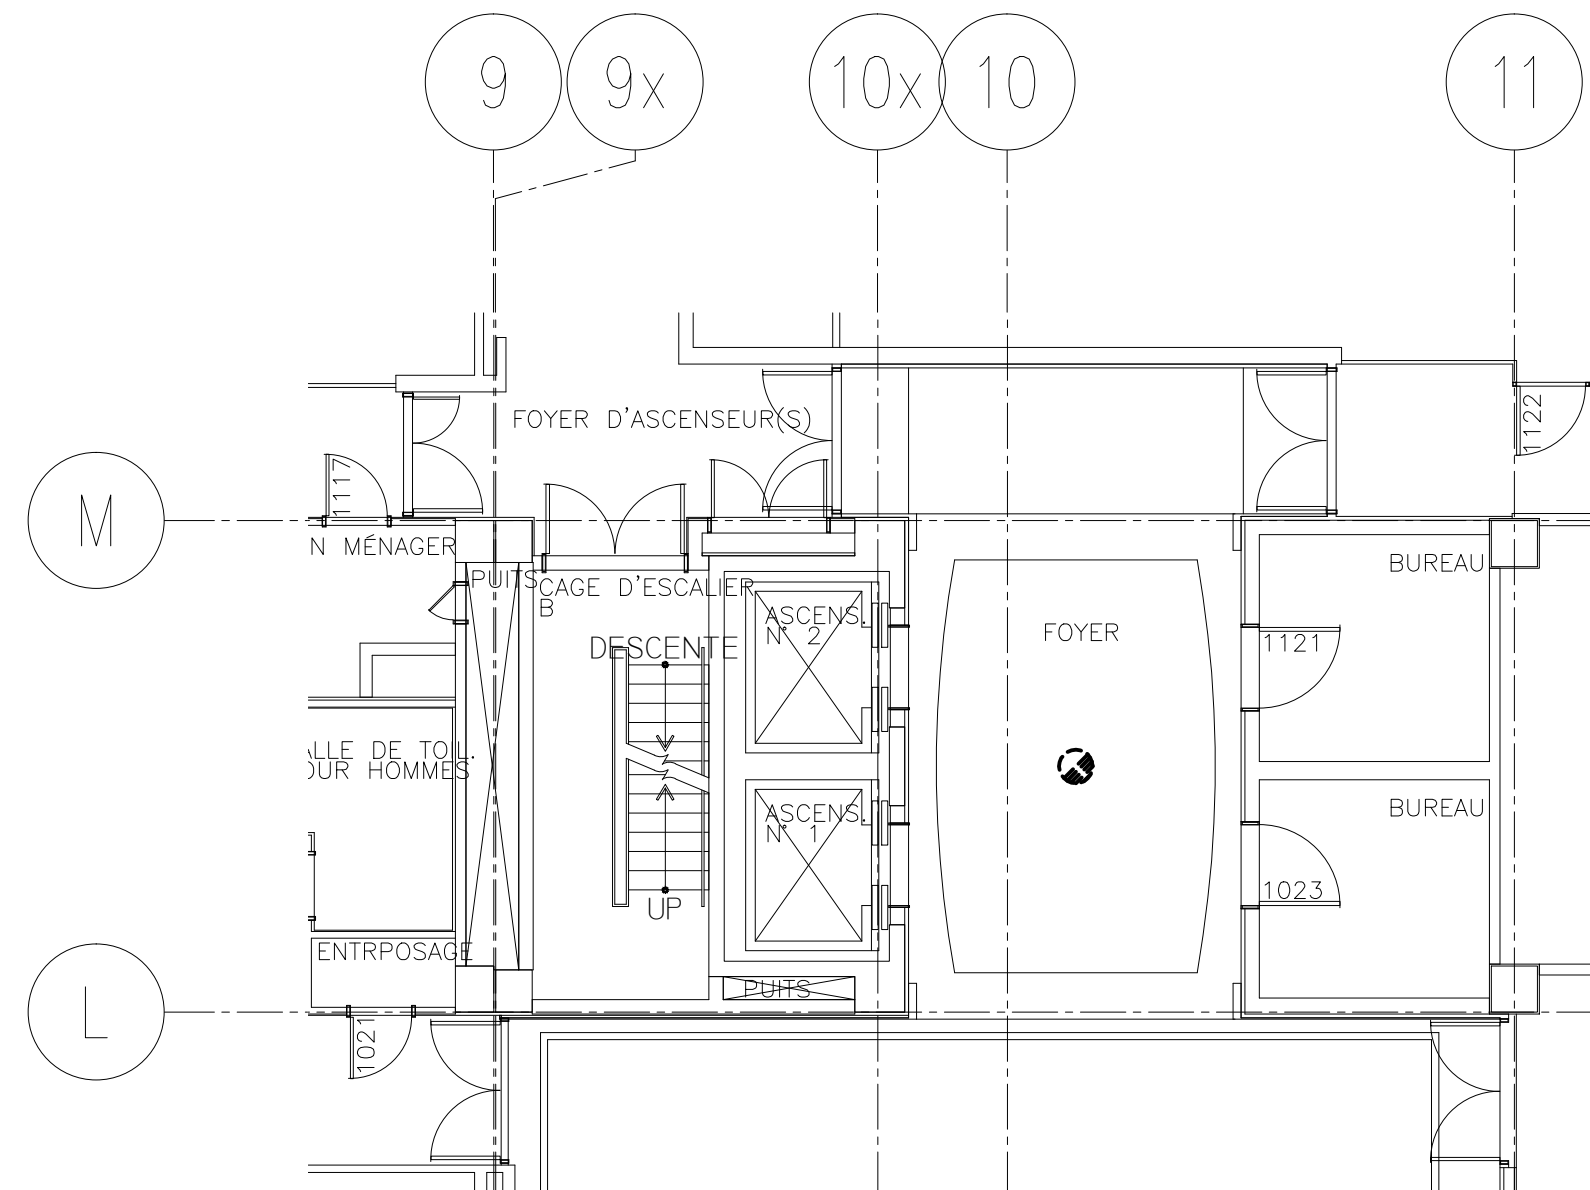 9 9x 10x 10 11
FOYER D'ASCENSEUR(S)
1122
1117
M
N MÉNAGER
PUITS
CAGE D'ESCALIER
B
BUREAU
ASCENS.
N° 2
DESCENTE
FOYER
1121
ALLE DE TOIL.
OUR HOMMES
ASCENS.
N° 1
BUREAU
1023
UP
ENTRPOSAGE
PUITS
L
1021